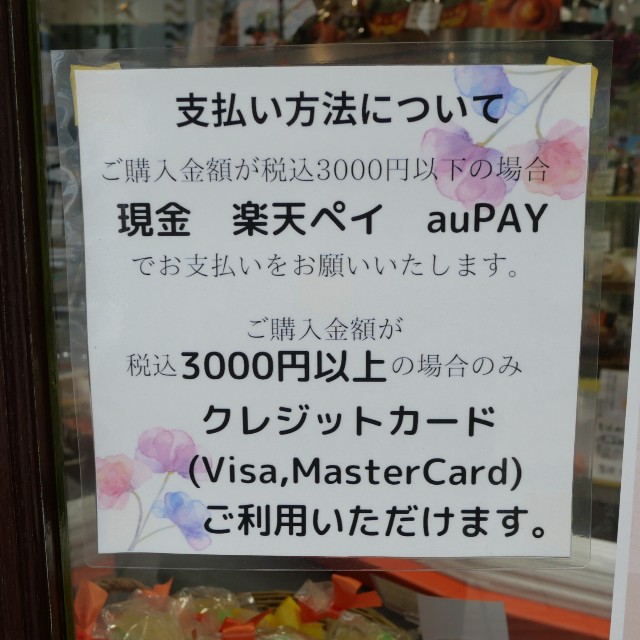 支払い方法について
ご購入金額が税込3000円以下の場合
現金　楽天ペイ　auPAY
でお支払いをお願いいたします。
ご購入金額が
税込3000円以上の場合のみ
クレジットカード
(Visa,MasterCard)
ご利用いただけます。